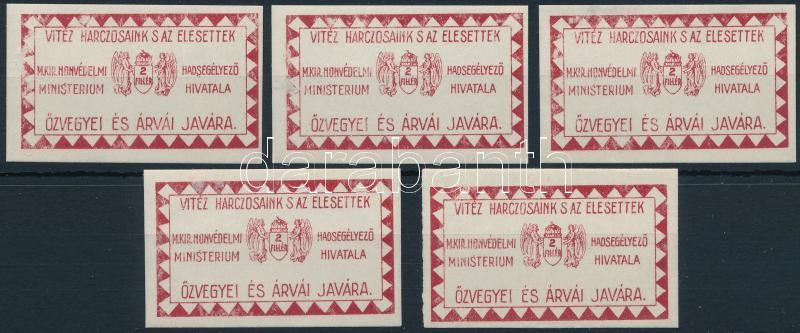 VITÉZ HARCZOSAINK S AZ ELESETTEK
M.KIR.HONVÉDELMI 2 HADSEGÉLYEZŐ
MINISTERIUM FILLÉR HIVATALA
ÖZVEGYEI ÉS ÁRVÁI JAVÁRA.
VITÉZ HARCZOSAINK S AZ ELESETTEK
M.KIR.HONVÉDELMI 2 HADSEGÉLYEZŐ
MINISTERIUM FILLÉR HIVATALA
ÖZVEGYEI ÉS ÁRVÁI JAVÁRA.
VITÉZ HARCZOSAINK S AZ ELESETTEK
M.KIR.HONVÉDELMI 2 HADSEGÉLYEZŐ
MINISTERIUM FILLÉR HIVATALA
ÖZVEGYEI ÉS ÁRVÁI JAVÁRA.
darabanth
VITÉZ HARCZOSAINK S AZ ELESETTEK
M.KIR.HONVÉDELMI 2 HADSEGÉLYEZŐ
MINISTERIUM FILLÉR HIVATALA
ÖZVEGYEI ÉS ÁRVÁI JAVÁRA.
VITÉZ HARCZOSAINK S AZ ELESETTEK
M.KIR.HONVÉDELMI 2 HADSEGÉLYEZŐ
MINISTERIUM FILLÉR HIVATALA
ÖZVEGYEI ÉS ÁRVÁI JAVÁRA.